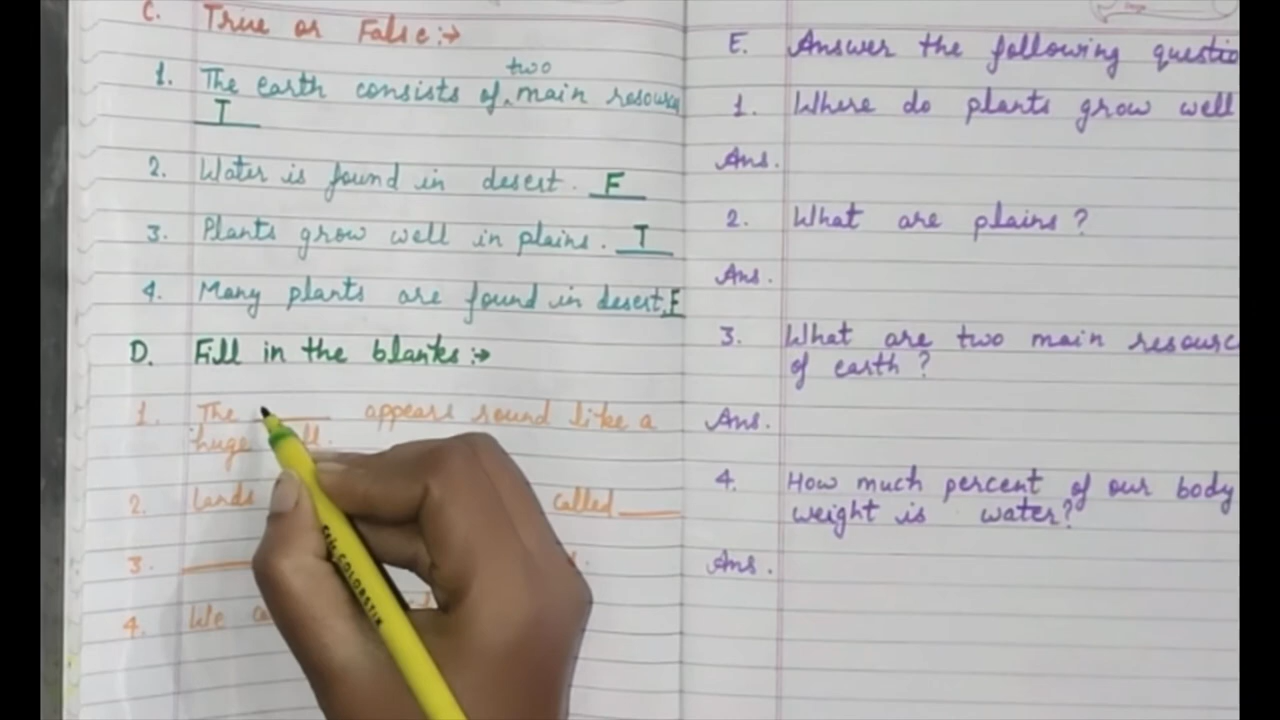 C. True or False:→
two
1. The earth consists of main resources
T
2. Water is found in desert. F
3. Plants grow well in plains. T
4. Many plants are found in desert. F
D. Fill in the blanks:→
1. The ____ appears round like a
huge
2. Lands called ____
3.
4. We
E. Answer the following
1. Where do plants grow well
Ans.
2. What are plains?
Ans.
3. What are two main
of earth?
Ans.
4. How much percent of our body
weight is water?
Ans.